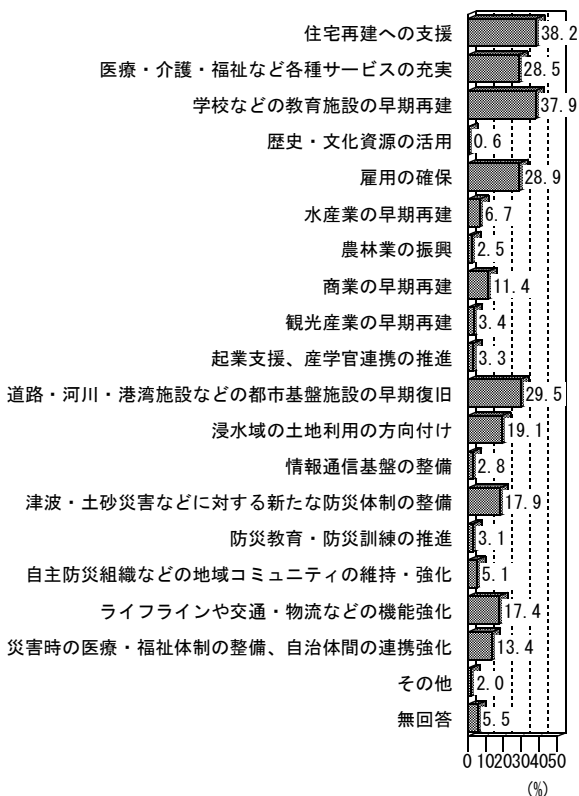 住宅再建への支援 38.2
医療・介護・福祉など各種サービスの充実 28.5
学校などの教育施設の早期再建 37.9
歴史・文化資源の活用 0.6
雇用の確保 28.9
水産業の早期再建 6.7
農林業の振興 2.5
商業の早期再建 11.4
観光産業の早期再建 3.4
起業支援、産学官連携の推進 3.3
道路・河川・港湾施設などの都市基盤施設の早期復旧 29.5
浸水域の土地利用の方向付け 19.1
情報通信基盤の整備 2.8
津波・土砂災害などに対する新たな防災体制の整備 17.9
防災教育・防災訓練の推進 3.1
自主防災組織などの地域コミュニティの維持・強化 5.1
ライフラインや交通・物流などの機能強化 17.4
災害時の医療・福祉体制の整備、自治体間の連携強化 13.4
その他 2.0
無回答 5.5
0 10 20 30 40 50
(%)